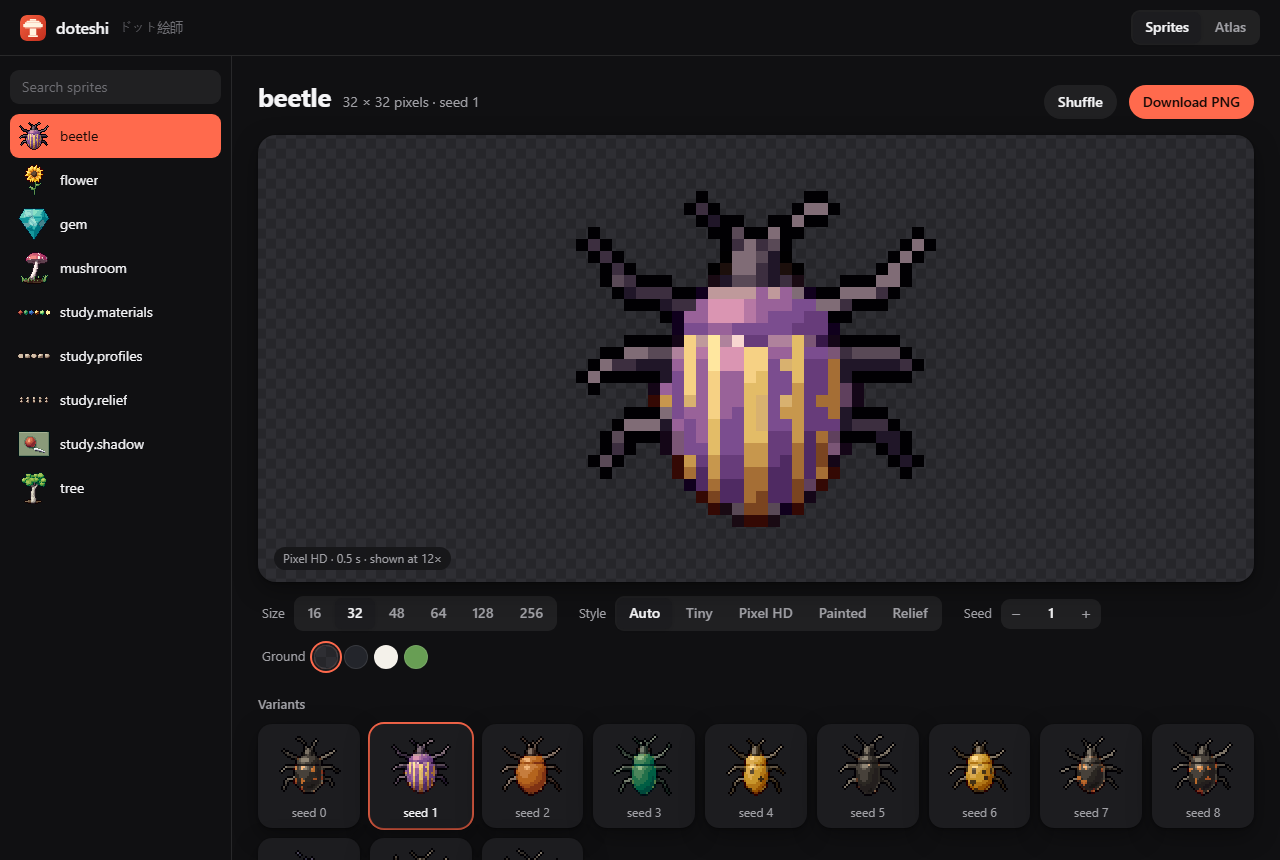 doteshi ドット絵師
Sprites Atlas
Search sprites
beetle
flower
gem
mushroom
study.materials
study.profiles
study.relief
study.shadow
tree
beetle 32 × 32 pixels · seed 1
Shuffle Download PNG
Pixel HD · 0.5 s · shown at 12×
Size 16 32 48 64 128 256 Style Auto Tiny Pixel HD Painted Relief Seed − 1 +
Ground
Variants
seed 0 seed 1 seed 2 seed 3 seed 4 seed 5 seed 6 seed 7 seed 8